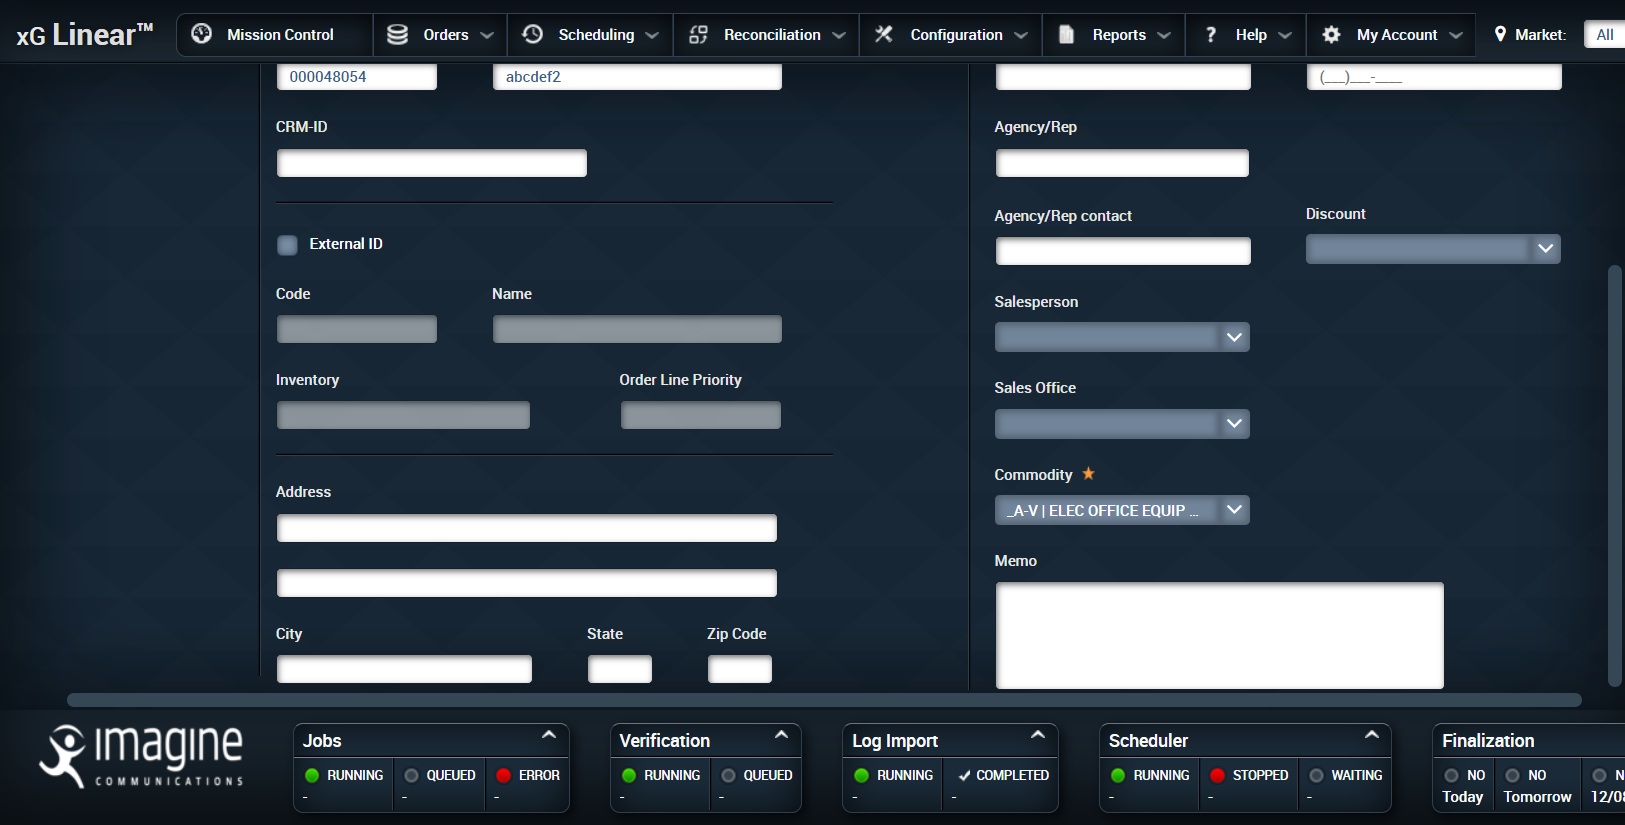 xG Linear™
Mission Control
Orders
Scheduling
Reconciliation
Configuration
Reports
? Help
My Account
Market:
All
000048054
abcdef2
(___)___-____
CRM-ID
Agency/Rep
Agency/Rep contact
Discount
External ID
Code
Name
Salesperson
Inventory
Order Line Priority
Sales Office
Commodity
_A-V | ELEC OFFICE EQUIP ...
Address
Memo
City
State
Zip Code
imagine
COMMUNICATIONS
Jobs
RUNNING
-
QUEUED
-
ERROR
-
Verification
RUNNING
-
QUEUED
-
Log Import
RUNNING
-
COMPLETED
-
Scheduler
RUNNING
-
STOPPED
-
WAITING
-
Finalization
NO
Today
NO
Tomorrow
N
12/08